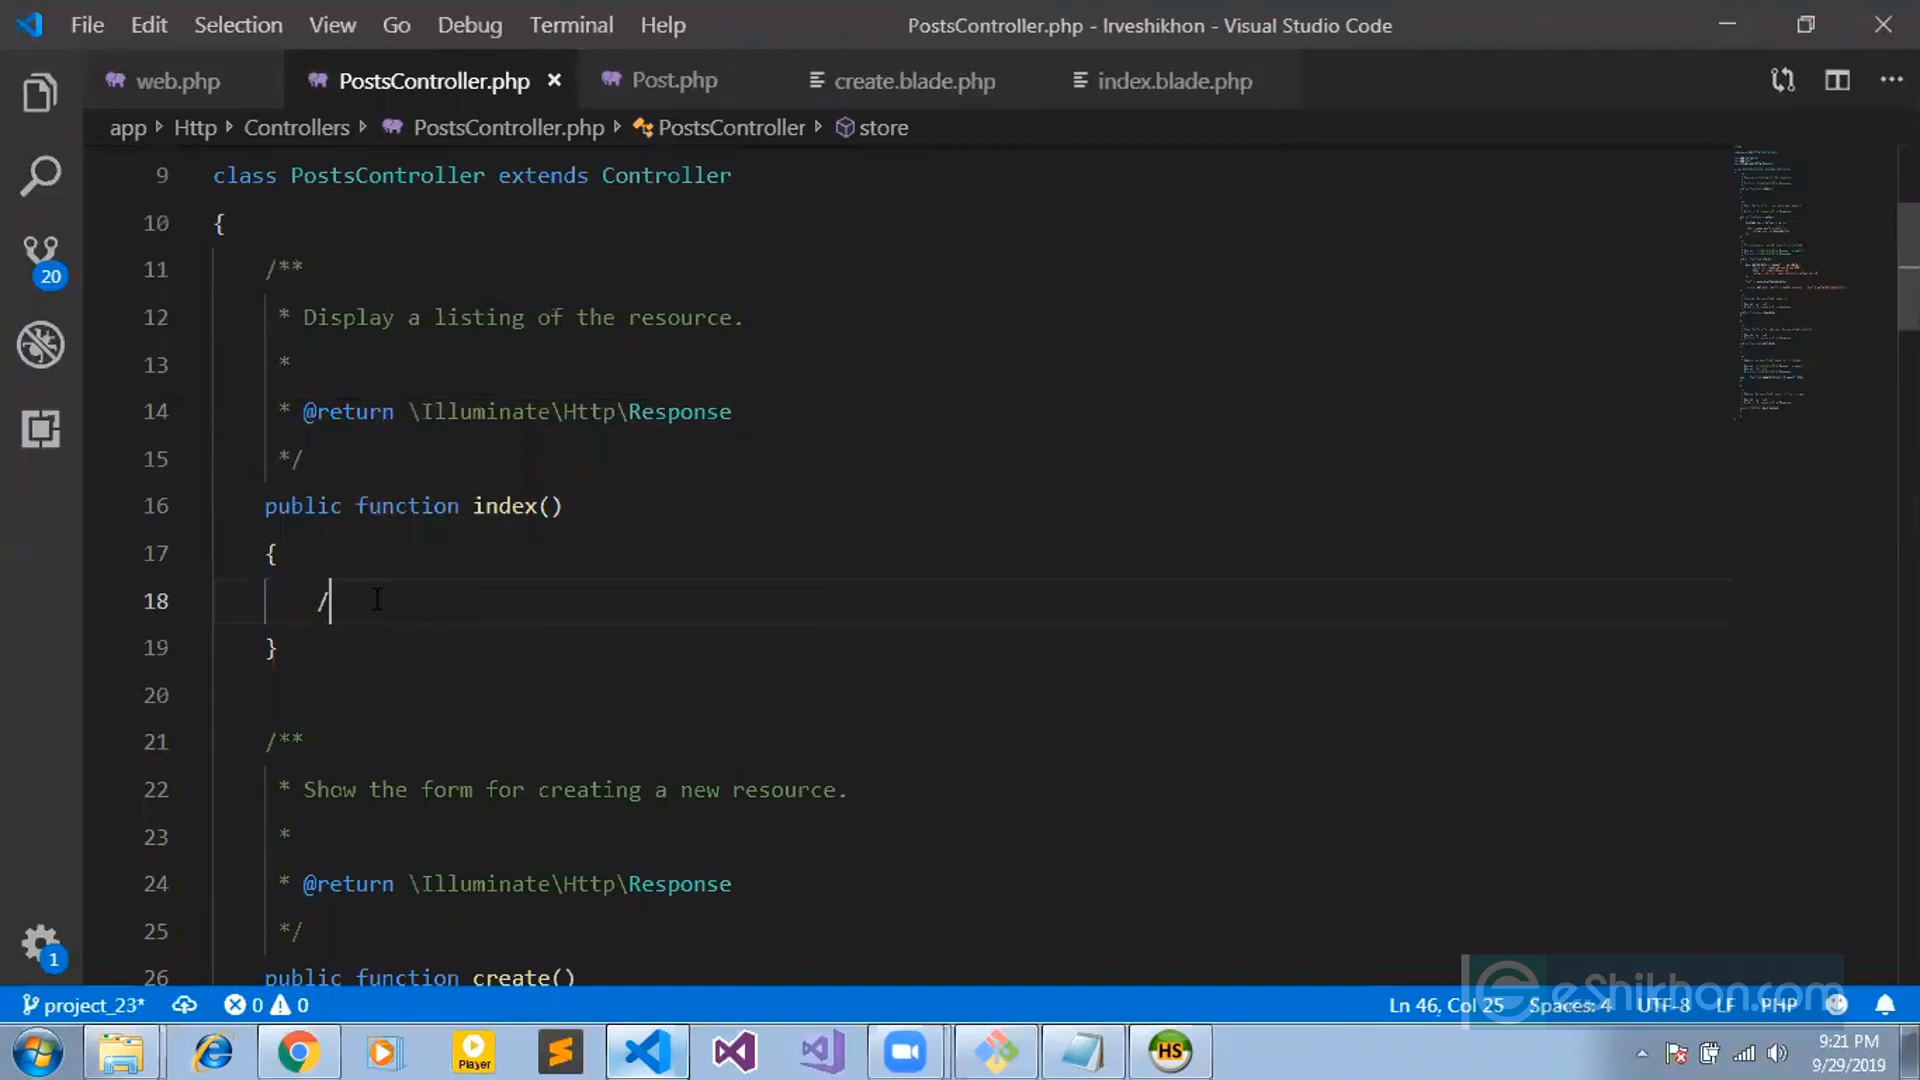 File Edit Selection View Go Debug Terminal Help PostsController.php - Irveshikhon - Visual Studio Code
web.php PostsController.php × Post.php create.blade.php index.blade.php ...
app Http Controllers PostsController.php PostsController store
9 class PostsController extends Controller
10 {
11 /**
12 * Display a listing of the resource.
13 *
14 * @return \Illuminate\Http\Response
15 */
16 public function index()
17 {
18 /
19 }
20
21 /**
22 * Show the form for creating a new resource.
23 *
24 * @return \Illuminate\Http\Response
25 */
26 public function create()
20
1
eShikhon.com
project_23* 0 0 Ln 46, Col 25 Spaces: 4 UTF-8 LF PHP
Player
HS
9:21 PM
9/29/2019